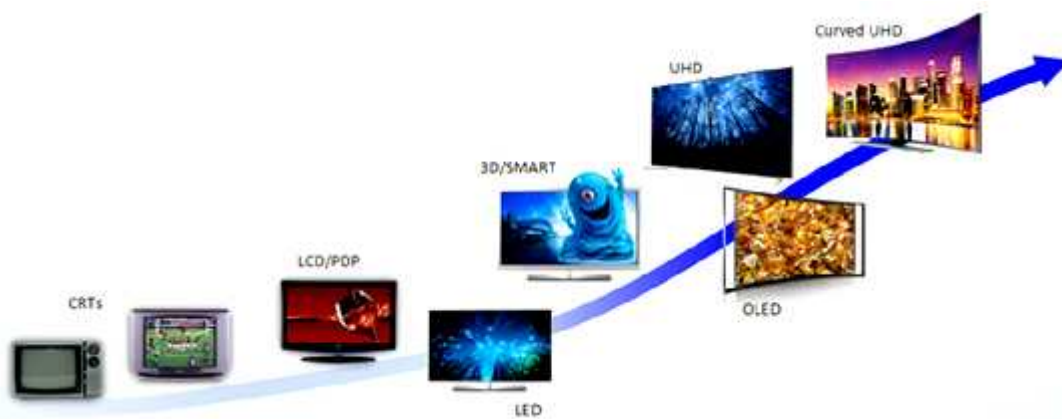 CRTs
LCD/PDP
LED
3D/SMART
UHD
OLED
Curved UHD